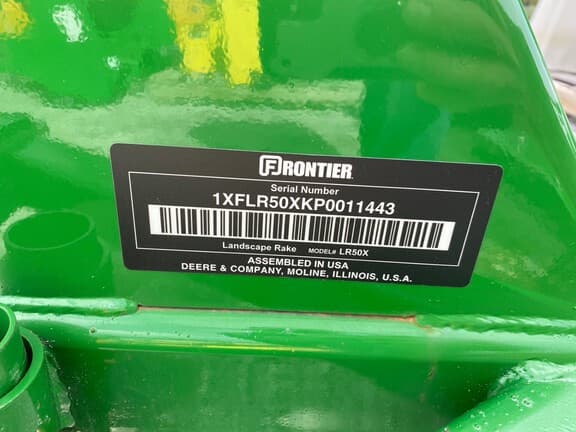 FRONTIER
Serial Number
1XFLR50XKP0011443
Landscape Rake MODEL# LR50X
ASSEMBLED IN USA
DEERE & COMPANY, MOLINE, ILLINOIS, U.S.A.